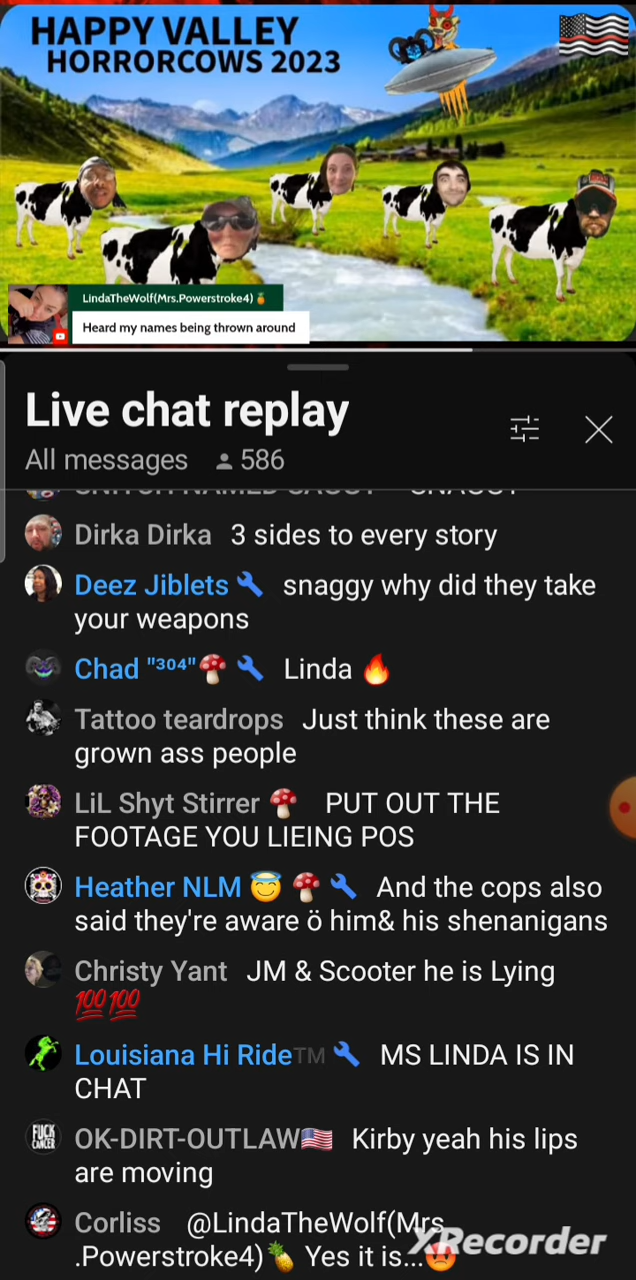 HAPPY VALLEY
HORRORCOWS 2023
LindaTheWolf(Mrs.Powerstroke4)🍍
Heard my names being thrown around
Live chat replay
All messages 586
Dirka Dirka 3 sides to every story
Deez Jiblets🔧 snaggy why did they take
your weapons
Chad "³⁰⁴"🍄🔧 Linda 🔥
Tattoo teardrops Just think these are
grown ass people
LiL Shyt Stirrer 🍄 PUT OUT THE
FOOTAGE YOU LIEING POS
Heather NLM 😇🍄🔧 And the cops also
said they're aware ö him& his shenanigans
Christy Yant JM & Scooter he is Lying
💯💯
Louisiana Hi Ride™🔧 MS LINDA IS IN
CHAT
FUCK
CANCER
OK-DIRT-OUTLAW🇺🇸 Kirby yeah his lips
are moving
Corliss @LindaTheWolf(Mrs
.Powerstroke4)🍍 Yes it is...😡
XRecorder